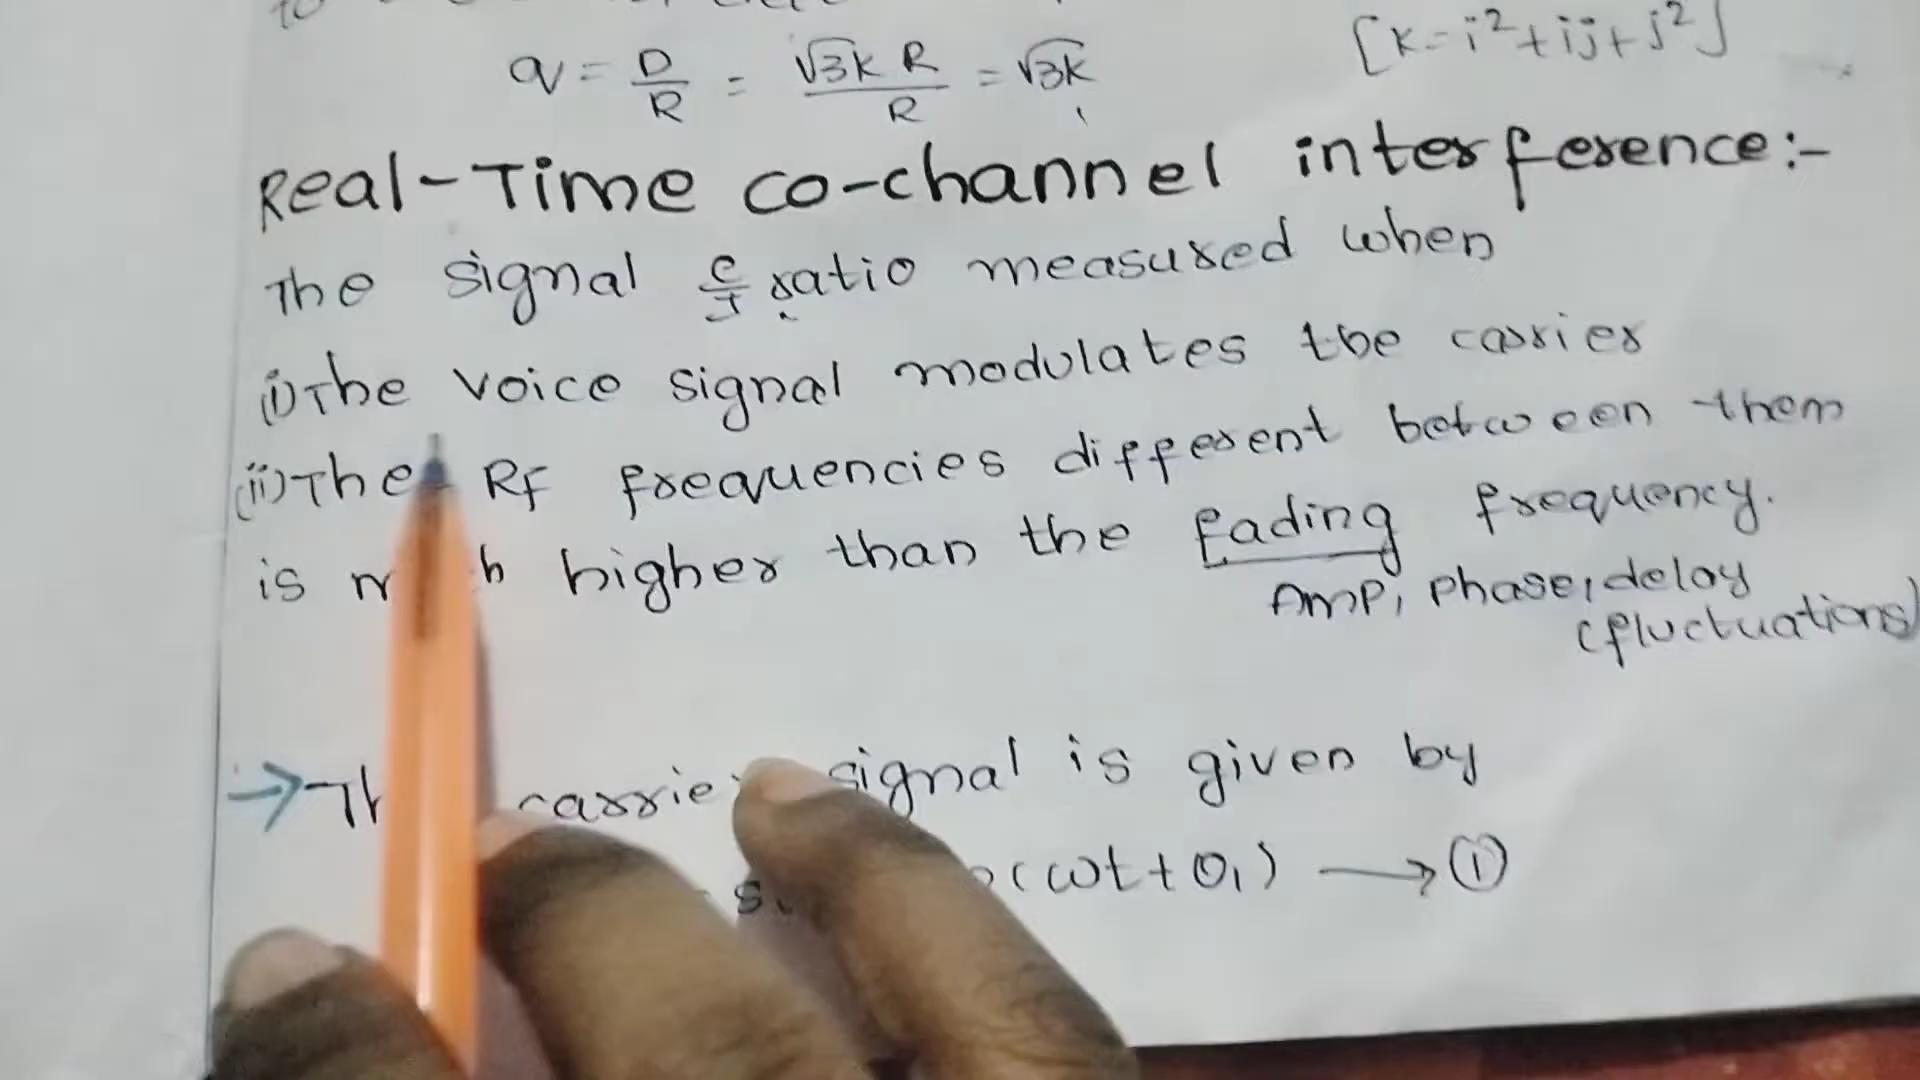 to
q = D/R = √3K R/R = √3K
[K = i² + ij + j²]
Real-Time co-channel interference:-
The signal C/I ratio measured when
(i) The voice signal modulates the carrier
(ii) The RF frequencies different between them
is higher than the fading frequency.
Amp, phase, delay
(fluctuations)
→ signal is given by
(ωt + θ₁) → ①